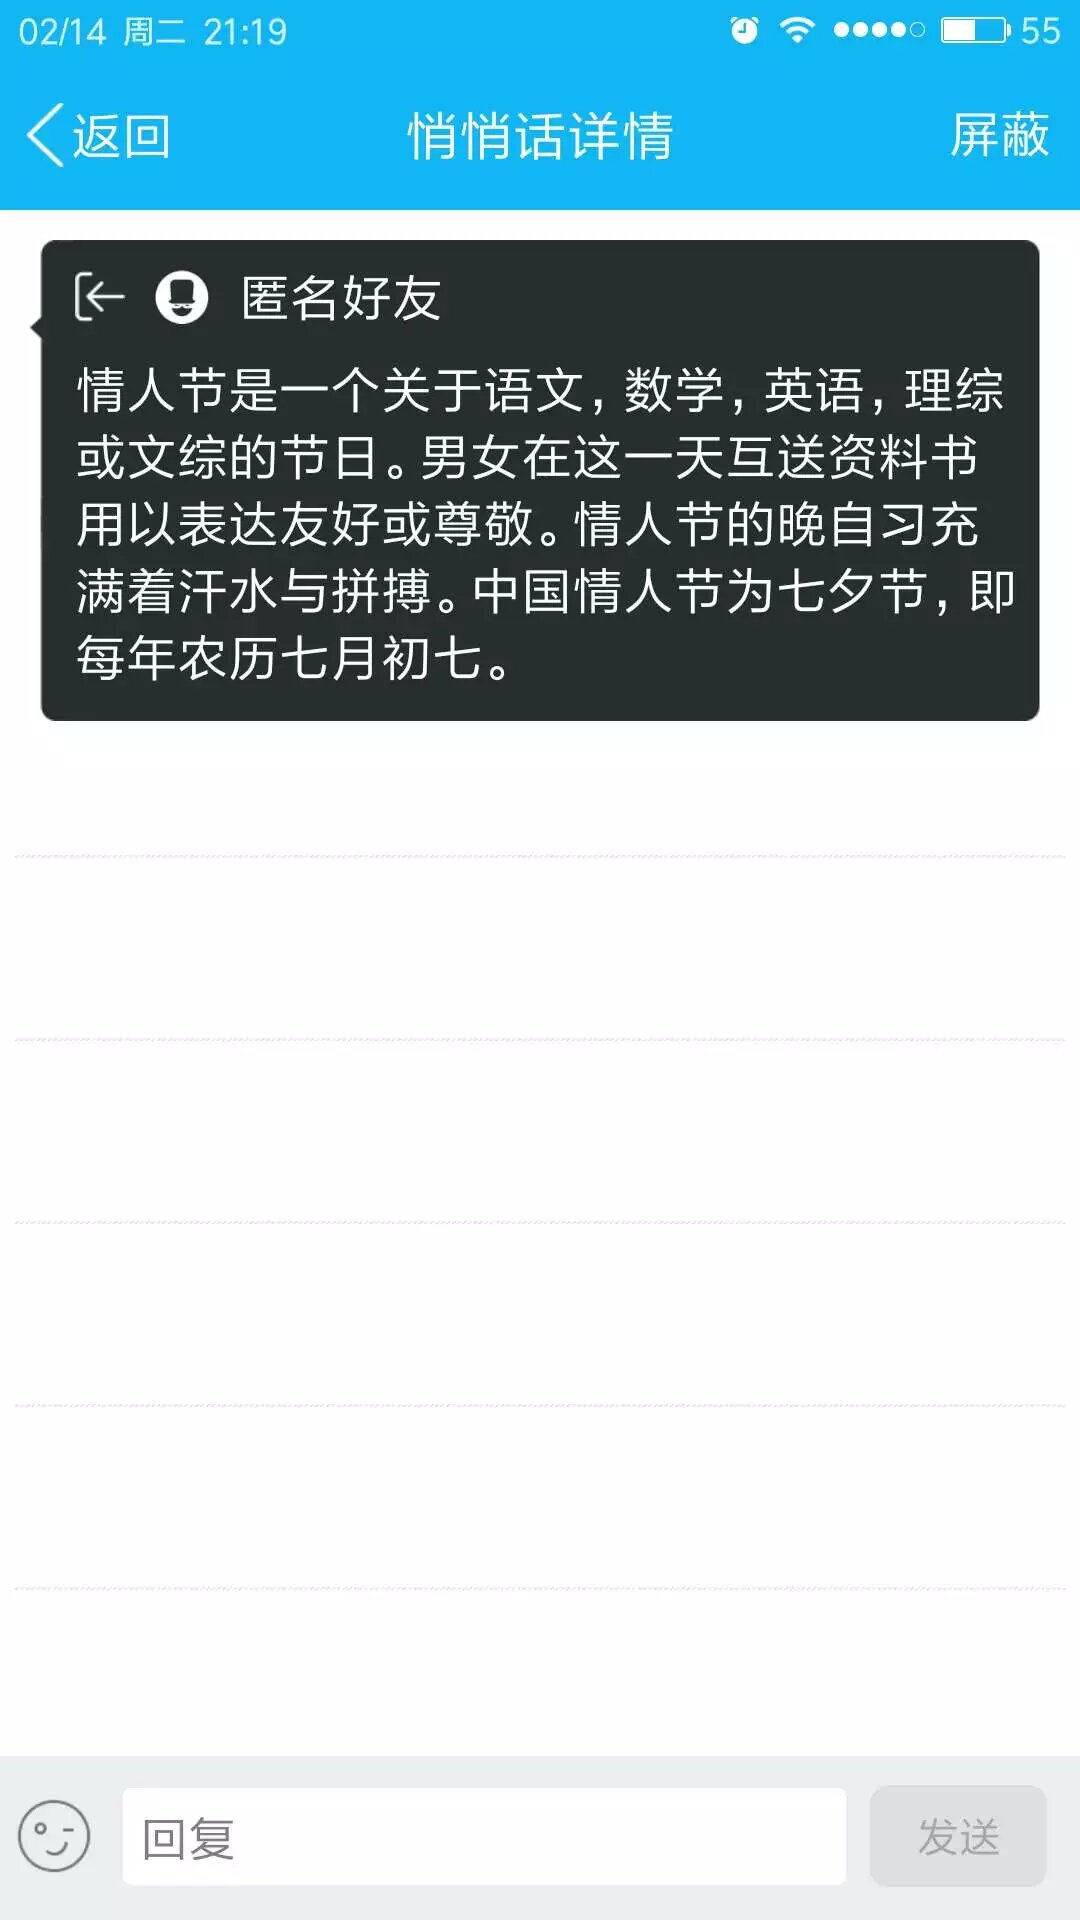 02/14 周二 21:19 55
返回 悄悄话详情 屏蔽
匿名好友
情人节是一个关于语文，数学，英语，理综
或文综的节日。男女在这一天互送资料书
用以表达友好或尊敬。情人节的晚自习充
满着汗水与拼搏。中国情人节为七夕节，即
每年农历七月初七。
回复 发送